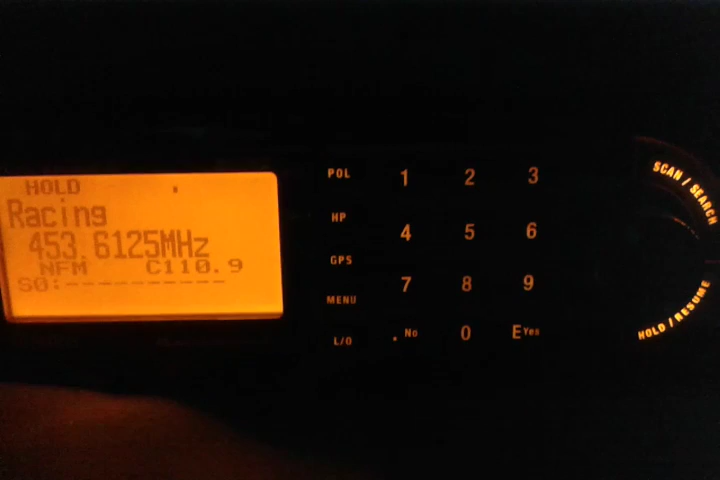 HOLD
Racing
453.6125MHz
NFM C110.9
S0:------------
POL 1 2 3
HP 4 5 6
GPS 7 8 9
MENU
L/O . No 0 E Yes
SCAN / SEARCH
HOLD / RESUME